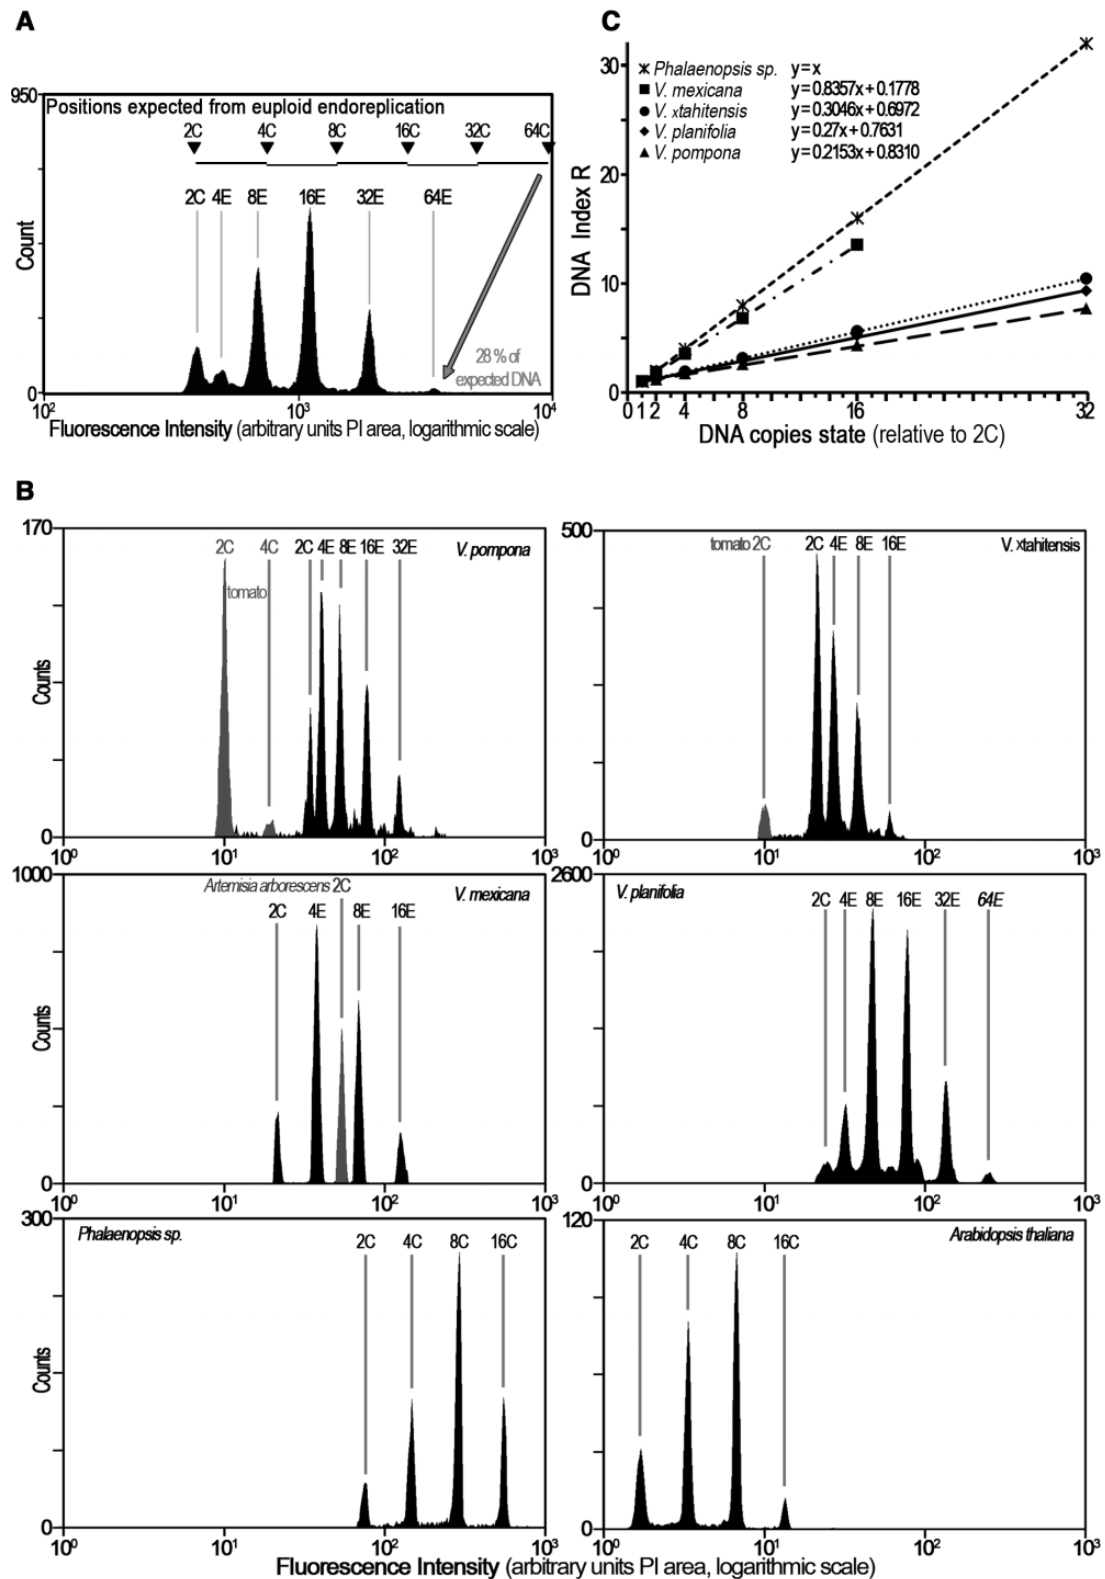 A
950
Positions expected from euploid endoreplication
2C 4C 8C 16C 32C 64C
2C 4E 8E 16E 32E 64E
Count
28 % of
expected DNA
0
10² 10³ 10⁴
Fluorescence Intensity (arbitrary units PI area, logarithmic scale)
C
DNA Index R
30
20
10
0
Phalaenopsis sp. y=x
V. mexicana y=0.8357x+0.1778
V. xtahitensis y=0.3046x+0.6972
V. planifolia y=0.27x+0.7631
V. pompona y=0.2153x+0.8310
0 1 2 4 8 16 32
DNA copies state (relative to 2C)
B
170
2C 4C 2C 4E 8E 16E 32E V. pompona
tomato
Counts
0
10⁰ 10¹ 10² 10³
500
tomato 2C 2C 4E 8E 16E V. xtahitensis
0
10⁰ 10¹ 10² 10³
1000
Artemisia arborescens 2C
V. mexicana
2C 4E 8E 16E
Counts
0
10⁰ 10¹ 10² 10³
2600
V. planifolia
2C 4E 8E 16E 32E 64E
0
10⁰ 10¹ 10² 10³
300
Phalaenopsis sp.
2C 4C 8C 16C
Counts
0
10⁰ 10¹ 10² 10³
120
2C 4C 8C 16C Arabidopsis thaliana
0
10⁰ 10¹ 10² 10³
Fluorescence Intensity (arbitrary units PI area, logarithmic scale)